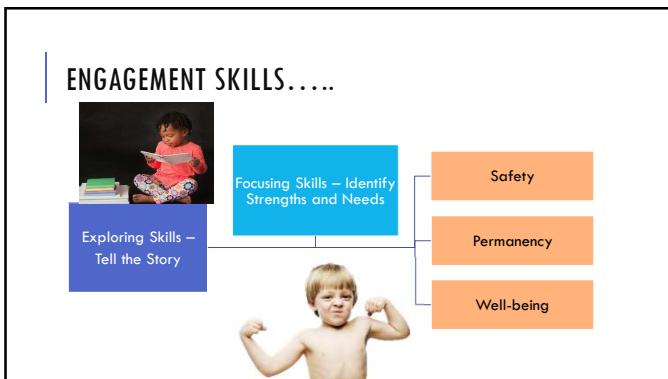 ENGAGEMENT SKILLS.....
Exploring Skills –
Tell the Story
Focusing Skills – Identify
Strengths and Needs
Safety
Permanency
Well-being